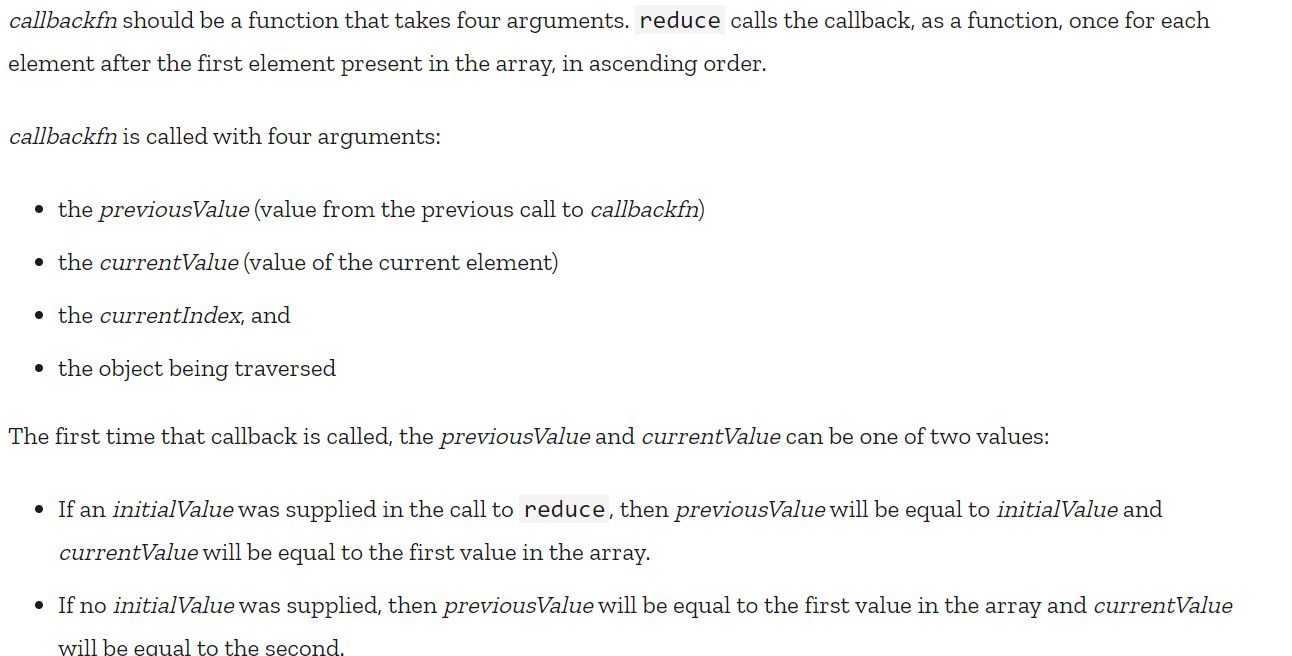 callbackfn should be a function that takes four arguments. reduce calls the callback, as a function, once for each
element after the first element present in the array, in ascending order.
callbackfn is called with four arguments:
• the previousValue (value from the previous call to callbackfn)
• the currentValue (value of the current element)
• the currentIndex, and
• the object being traversed
The first time that callback is called, the previousValue and currentValue can be one of two values:
• If an initialValue was supplied in the call to reduce, then previousValue will be equal to initialValue and
currentValue will be equal to the first value in the array.
• If no initialValue was supplied, then previousValue will be equal to the first value in the array and currentValue
will be equal to the second.